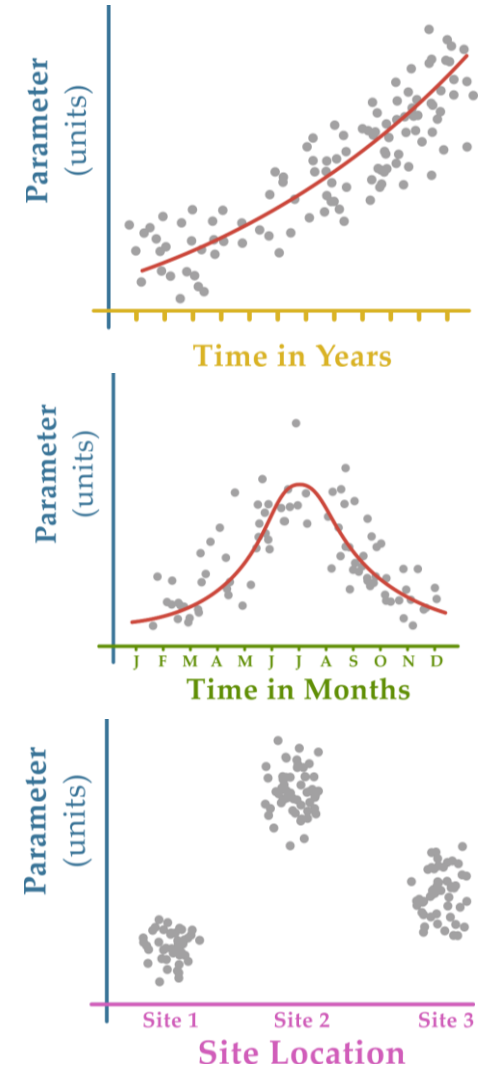 Parameter
(units)
Time in Years
Parameter
(units)
J F M A M J J A S O N D
Time in Months
Parameter
(units)
Site 1 Site 2 Site 3
Site Location